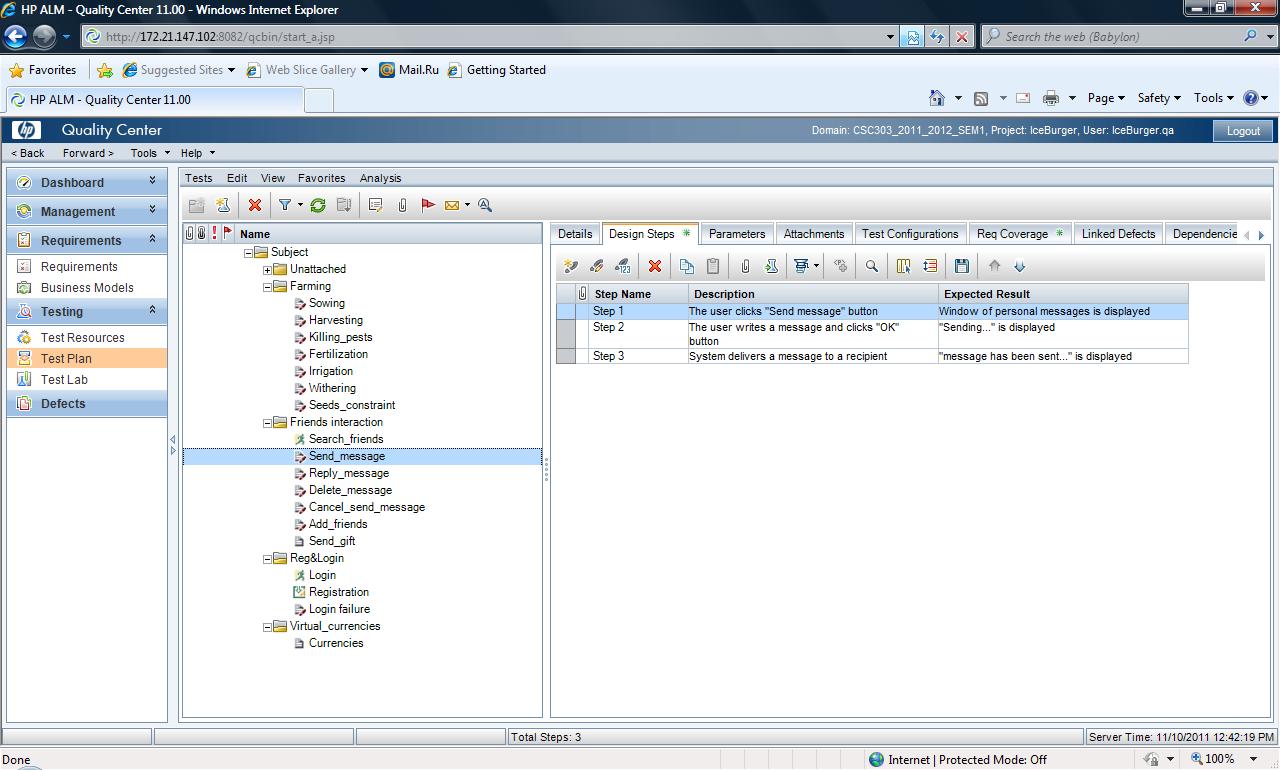 HP ALM - Quality Center 11.00 - Windows Internet Explorer
http://172.21.147.102:8082/qcbin/start_a.jsp
Search the web (Babylon)
Favorites Suggested Sites Web Slice Gallery Mail.Ru Getting Started
HP ALM - Quality Center 11.00
Page Safety Tools
hp Quality Center
Domain: CSC303_2011_2012_SEM1, Project: IceBurger, User: IceBurger.qa
Logout
< Back Forward > Tools Help
Dashboard
Management
Requirements
Requirements
Business Models
Testing
Test Resources
Test Plan
Test Lab
Defects
Tests Edit View Favorites Analysis
Name
Subject
Unattached
Farming
Sowing
Harvesting
Killing_pests
Fertilization
Irrigation
Withering
Seeds_constraint
Friends interaction
Search_friends
Send_message
Reply_message
Delete_message
Cancel_send_message
Add_friends
Send_gift
Reg&Login
Login
Registration
Login failure
Virtual_currencies
Currencies
Details Design Steps * Parameters Attachments Test Configurations Req Coverage * Linked Defects Dependencie
Step Name Description Expected Result
Step 1 The user clicks "Send message" button Window of personal messages is displayed
Step 2 The user writes a message and clicks "OK" "Sending..." is displayed
button
Step 3 System delivers a message to a recipient "message has been sent..." is displayed
Total Steps: 3
Server Time: 11/10/2011 12:42:19 PM
Done
Internet | Protected Mode: Off
100%